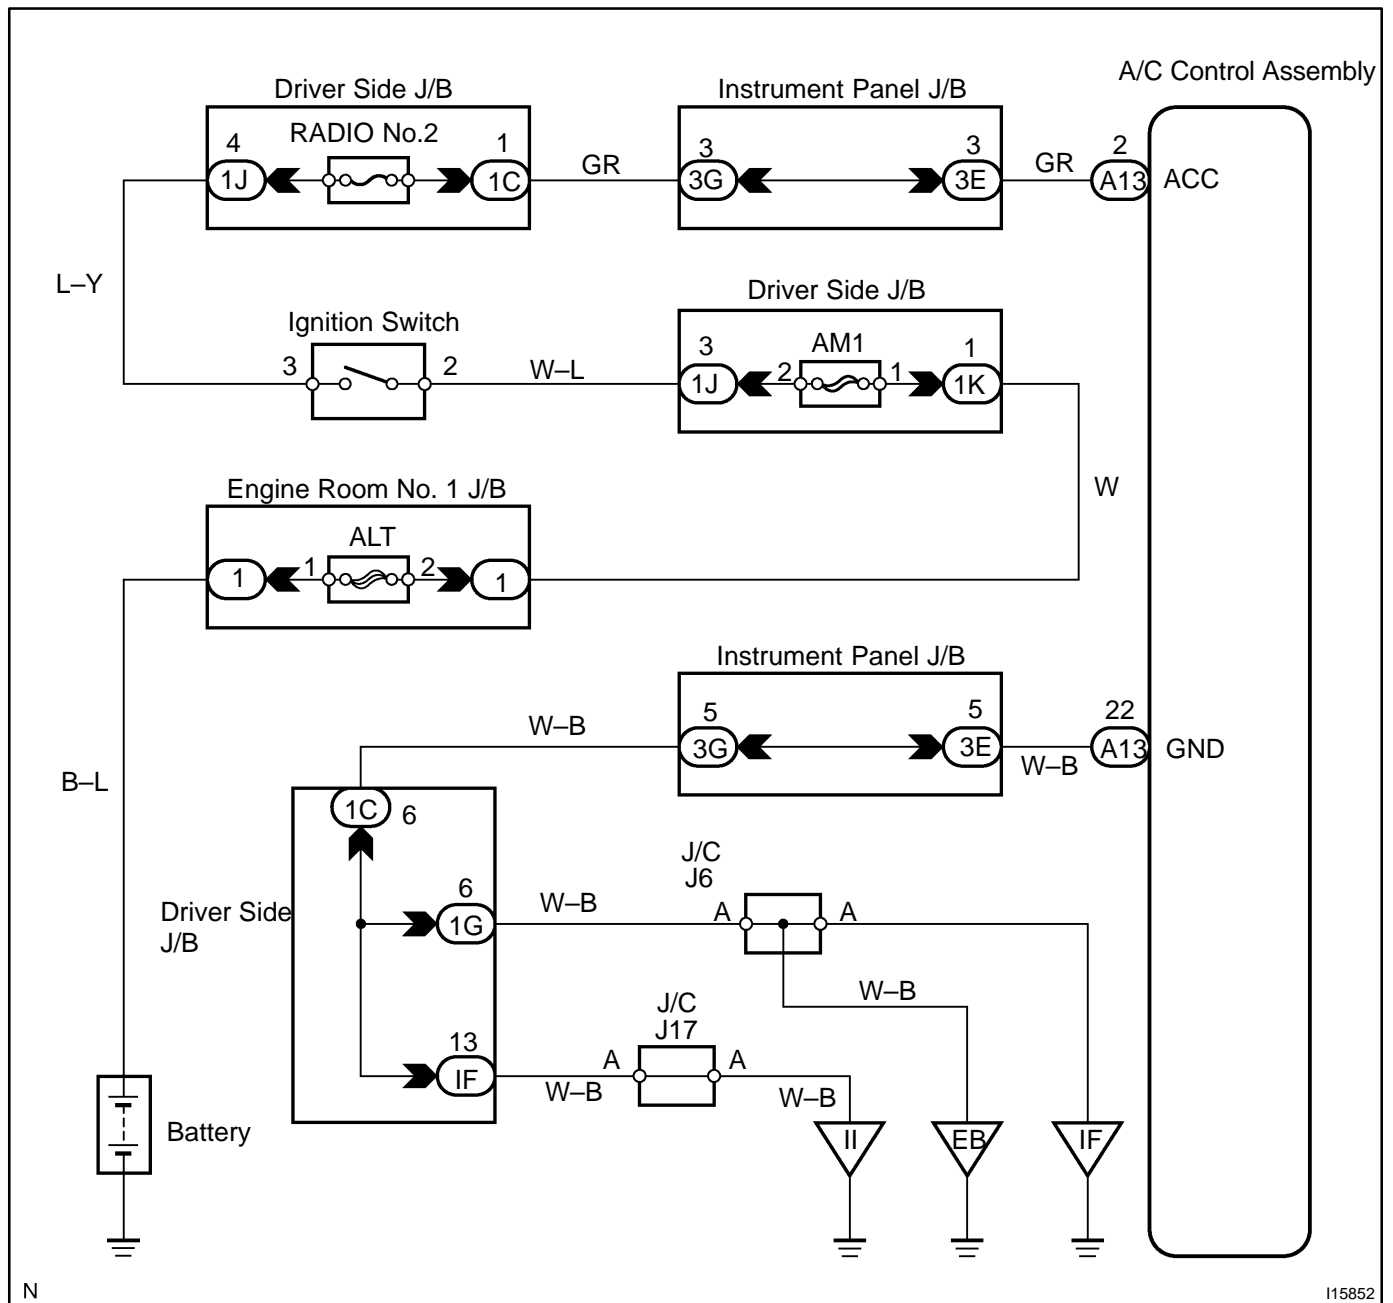 A/C Control Assembly
Driver Side J/B
Instrument Panel J/B
RADIO No.2
4
1
3
3
2
1J
1C
GR
3G
3E
GR
A13
ACC
L–Y
Driver Side J/B
Ignition Switch
3
AM1
1
3
2
W–L
1J
2
1
1K
W
Engine Room No. 1 J/B
ALT
1
1
2
1
Instrument Panel J/B
5
5
22
W–B
3G
3E
W–B
A13
GND
B–L
1C
6
J/C
J6
Driver Side
J/B
6
1G
W–B
A
A
W–B
J/C
J17
13
IF
W–B
A
A
W–B
Battery
II
EB
IF
N
I15852